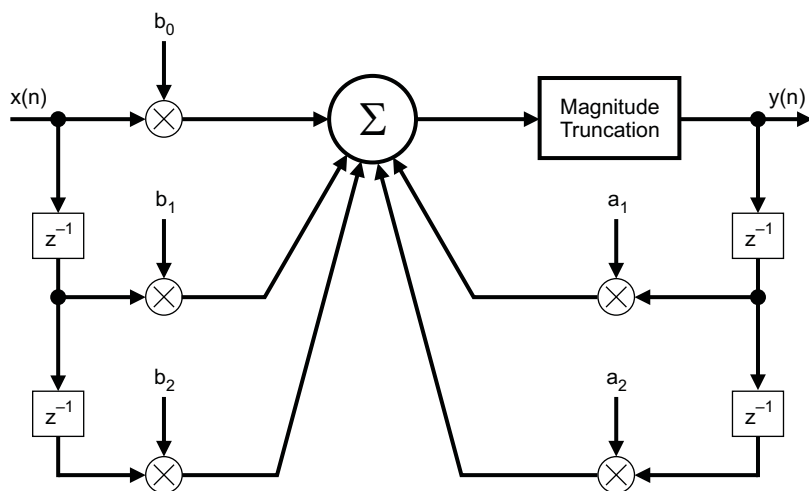 b₀
x(n)
Σ
Magnitude
Truncation
y(n)
b₁
a₁
z⁻¹
z⁻¹
b₂
a₂
z⁻¹
z⁻¹